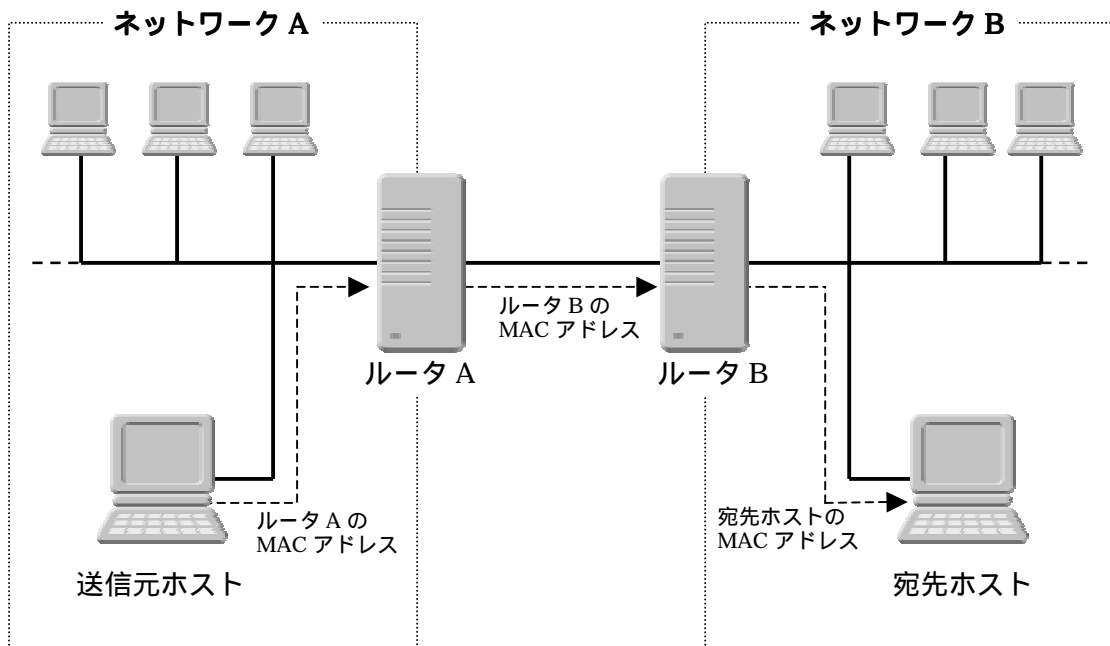 ネットワーク A
ネットワーク B
ルータ B の
MAC アドレス
ルータ A
ルータ B
ルータ A の
MAC アドレス
宛先ホストの
MAC アドレス
送信元ホスト
宛先ホスト